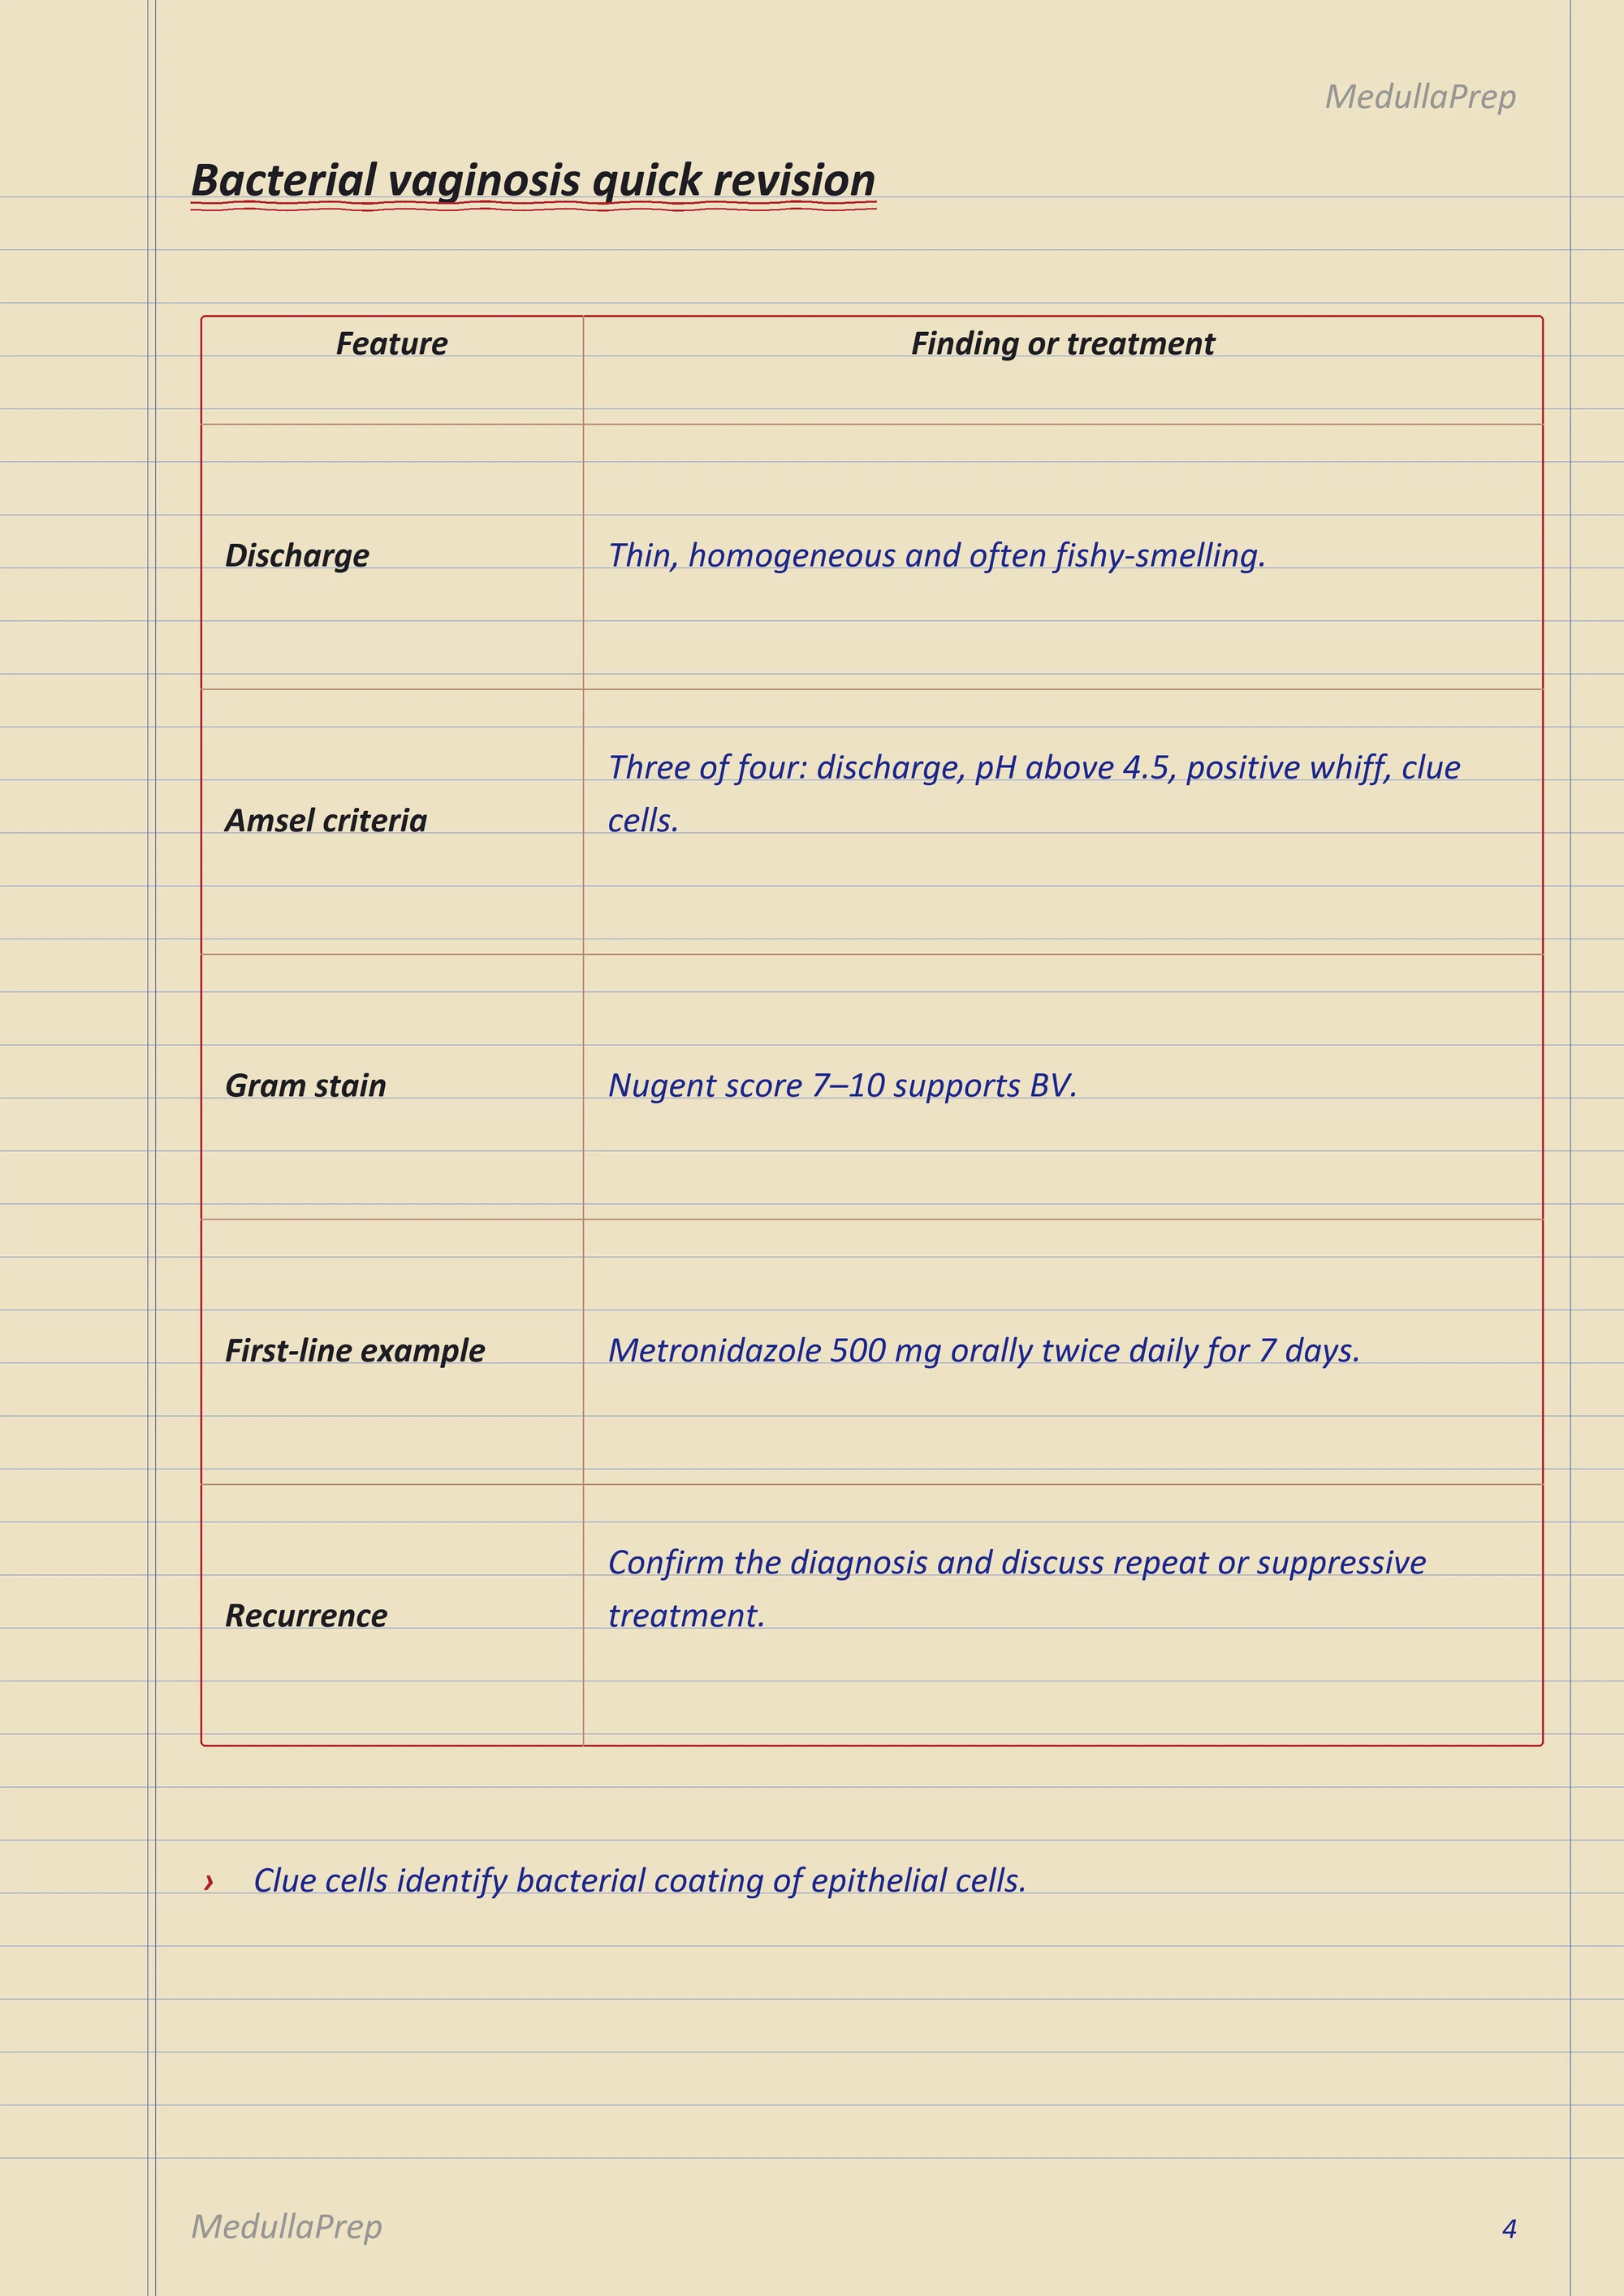 MedullaPrep
Bacterial vaginosis quick revision
Feature
Finding or treatment
Discharge
Thin, homogeneous and often fishy-smelling.
Amsel criteria
Three of four: discharge, pH above 4.5, positive whiff, clue
cells.
Gram stain
Nugent score 7–10 supports BV.
First-line example
Metronidazole 500 mg orally twice daily for 7 days.
Recurrence
Confirm the diagnosis and discuss repeat or suppressive
treatment.
› Clue cells identify bacterial coating of epithelial cells.
MedullaPrep
4